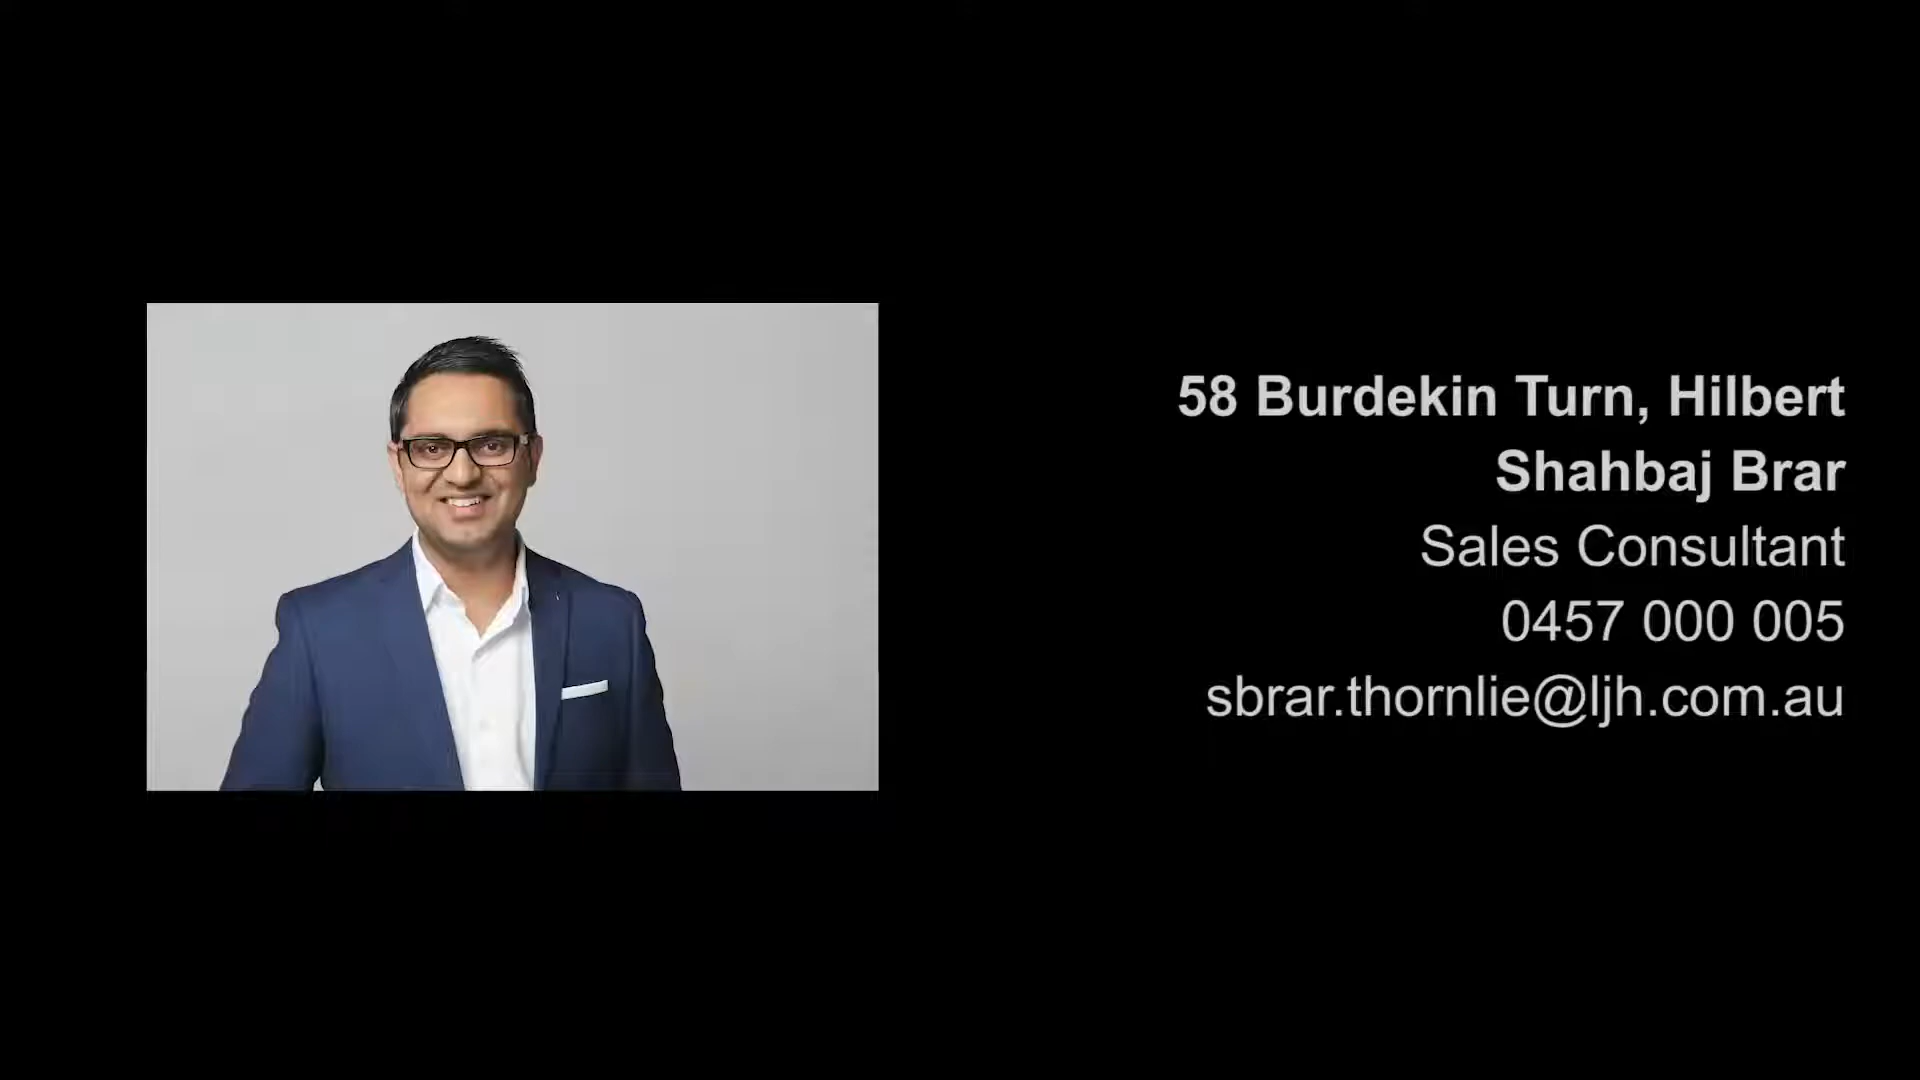 58 Burdekin Turn, Hilbert
Shahbaj Brar
Sales Consultant
0457 000 005
sbrar.thornlie@ljh.com.au